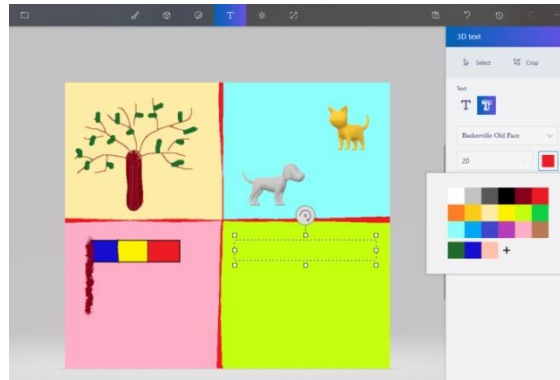 T
3D text
Select
Crop
Text
T
Baskerville Old Face
20
+